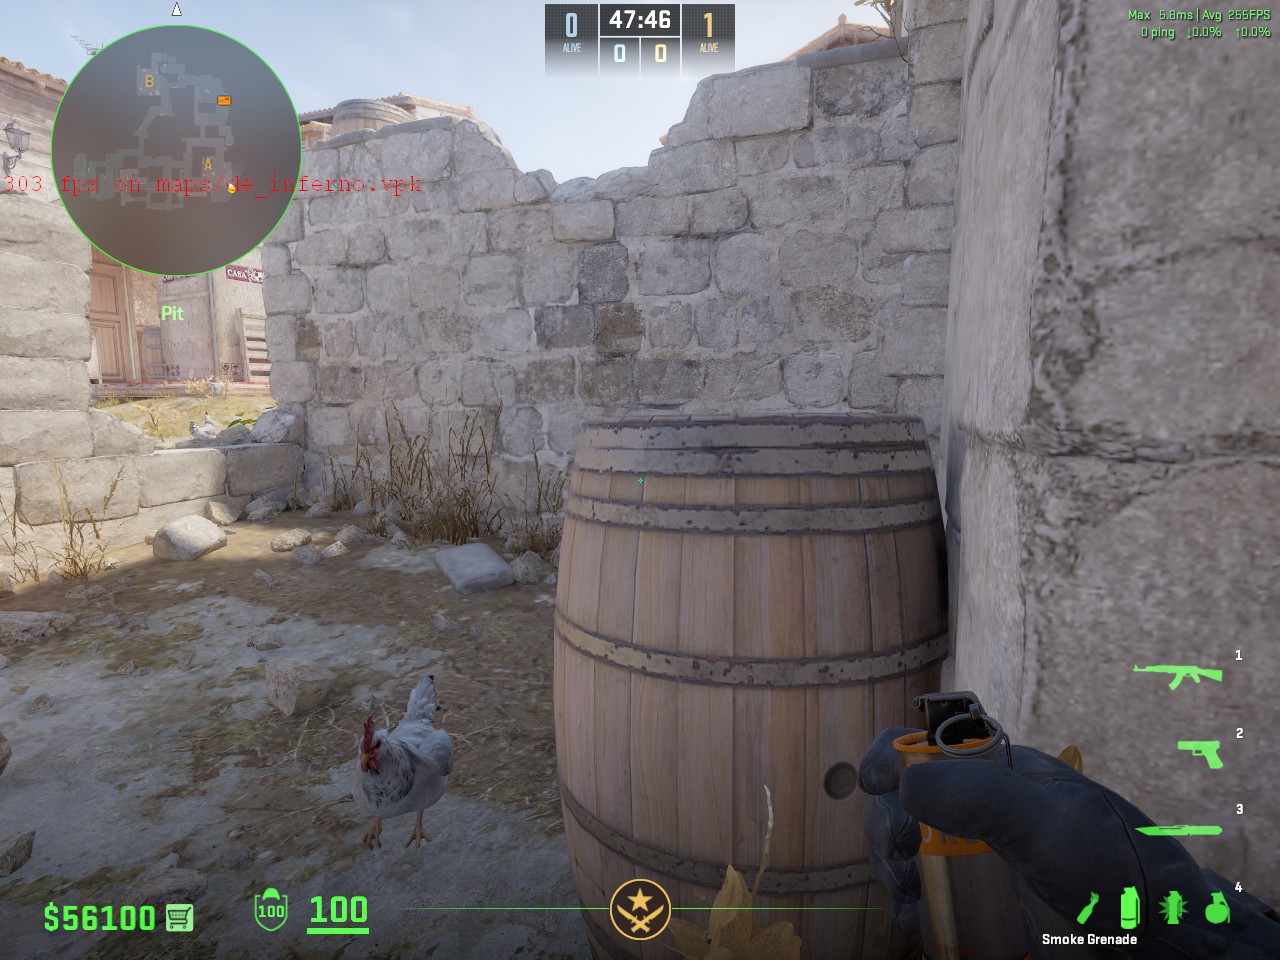 0 47:46 1
ALIVE 0 0 ALIVE
Max 5.8ms | Avg 255FPS
0 ping ↓0.0% ↑0.0%
B
A
303 fps on maps/de_inferno.vpk
CASA
Pit
1
2
3
4
$56100
100
100
Smoke Grenade